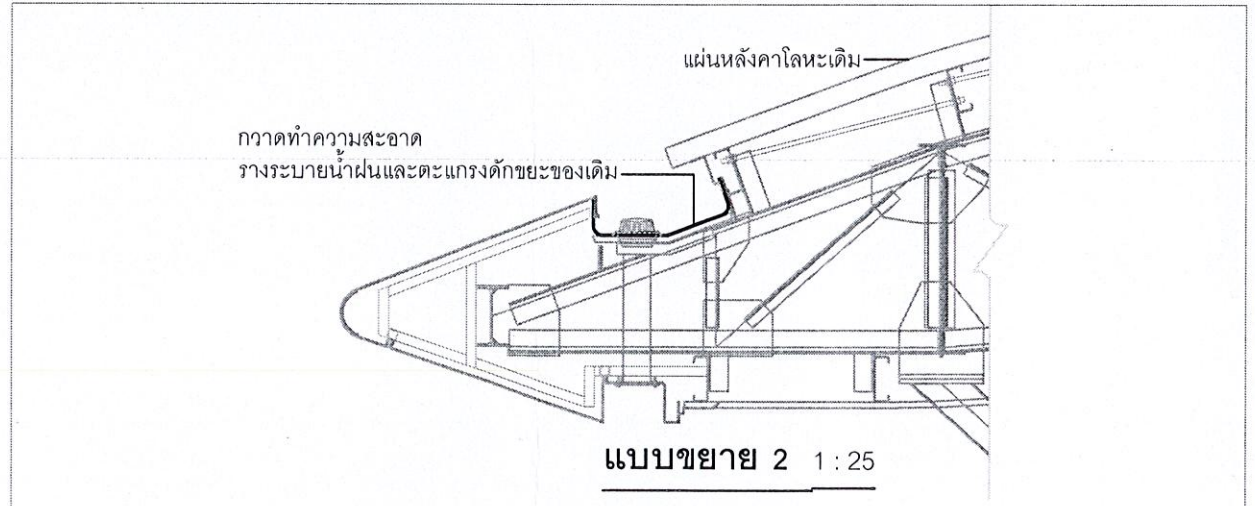 แผ่นหลังคาโลหะเดิม
กวาดทำความสะอาด
รางระบายน้ำฝนและตะแกรงดักขยะของเดิม
แบบขยาย 2 1 : 25